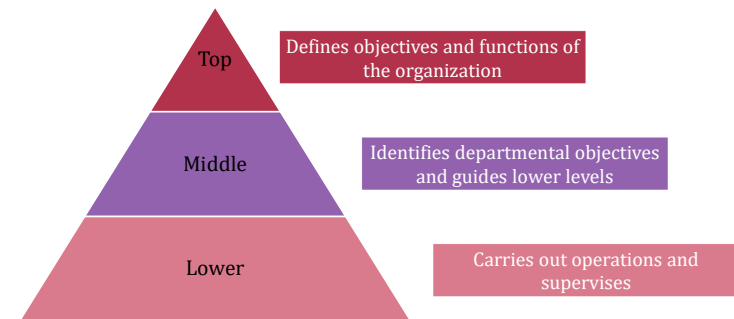 Top
Defines objectives and functions of
the organization
Middle
Identifies departmental objectives
and guides lower levels
Lower
Carries out operations and
supervises